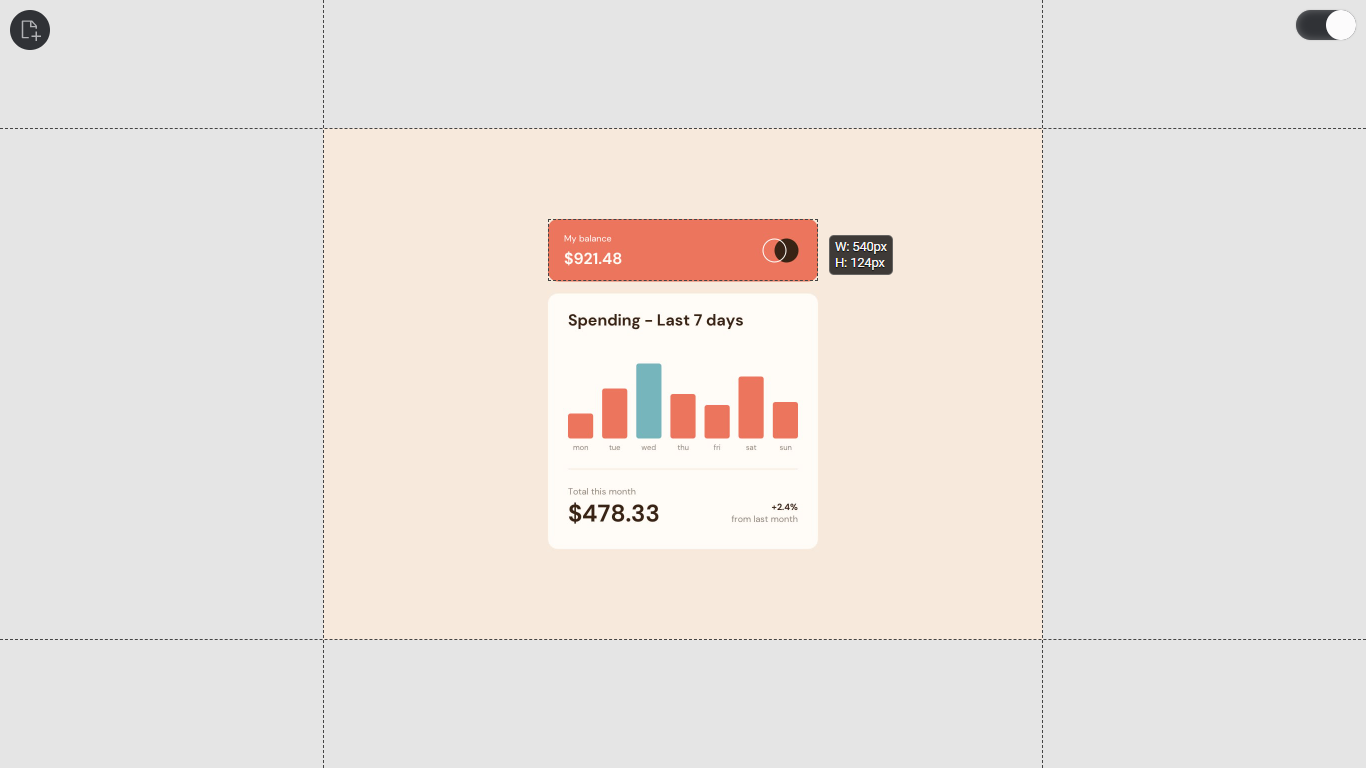 My balance
$921.48
W: 540px
H: 124px
Spending - Last 7 days
mon tue wed thu fri sat sun
Total this month
$478.33
+2.4%
from last month